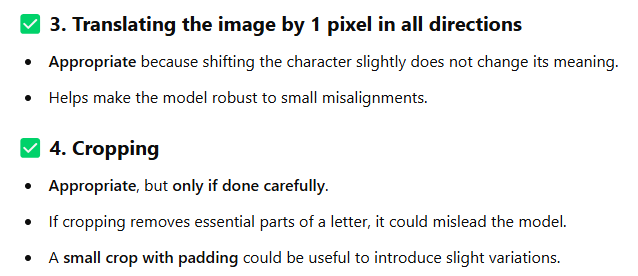 ✅ 3. Translating the image by 1 pixel in all directions
• Appropriate because shifting the character slightly does not change its meaning.
• Helps make the model robust to small misalignments.
✅ 4. Cropping
• Appropriate, but only if done carefully.
• If cropping removes essential parts of a letter, it could mislead the model.
• A small crop with padding could be useful to introduce slight variations.